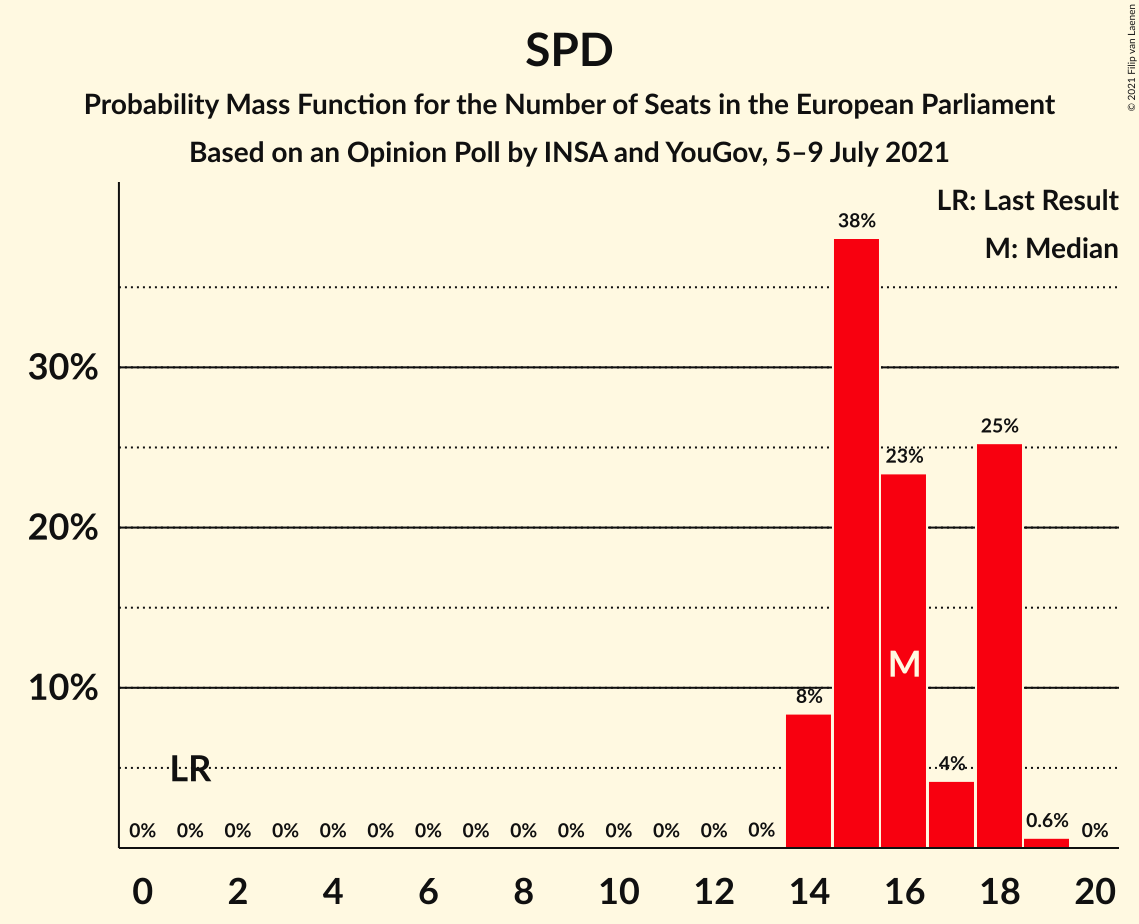 SPD
Probability Mass Function for the Number of Seats in the European Parliament
Based on an Opinion Poll by INSA and YouGov, 5–9 July 2021
© 2021 Filip van Laenen
LR: Last Result
M: Median
38%
30%
25%
23%
20%
M
10%
8%
LR
4%
0% 0% 0% 0% 0% 0% 0% 0% 0% 0% 0% 0% 0% 0% 0.6% 0%
0 2 4 6 8 10 12 14 16 18 20